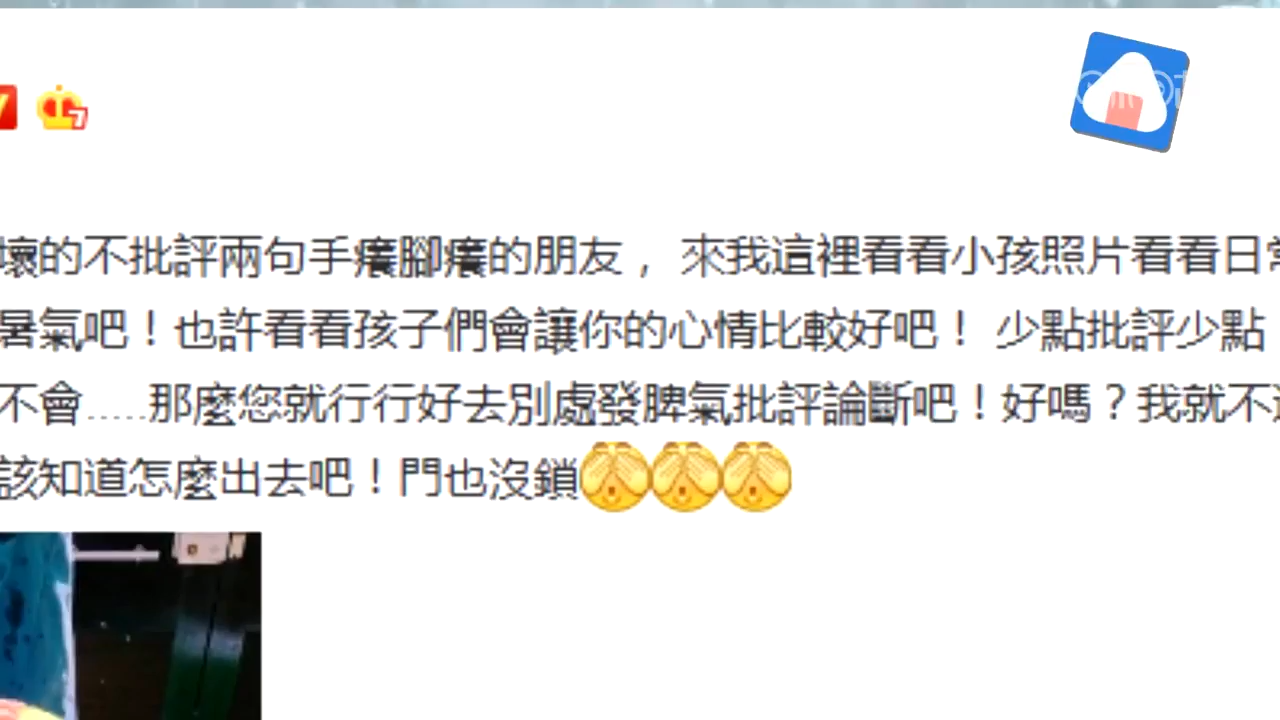 7
壞的不批評兩句手癢腳癢的朋友，來我這裡看看小孩照片看看日常
暑氣吧！也許看看孩子們會讓你的心情比較好吧！ 少點批評少點
不會.....那麼您就行行好去別處發脾氣批評論斷吧！好嗎？我就不
該知道怎麼出去吧！門也沒鎖